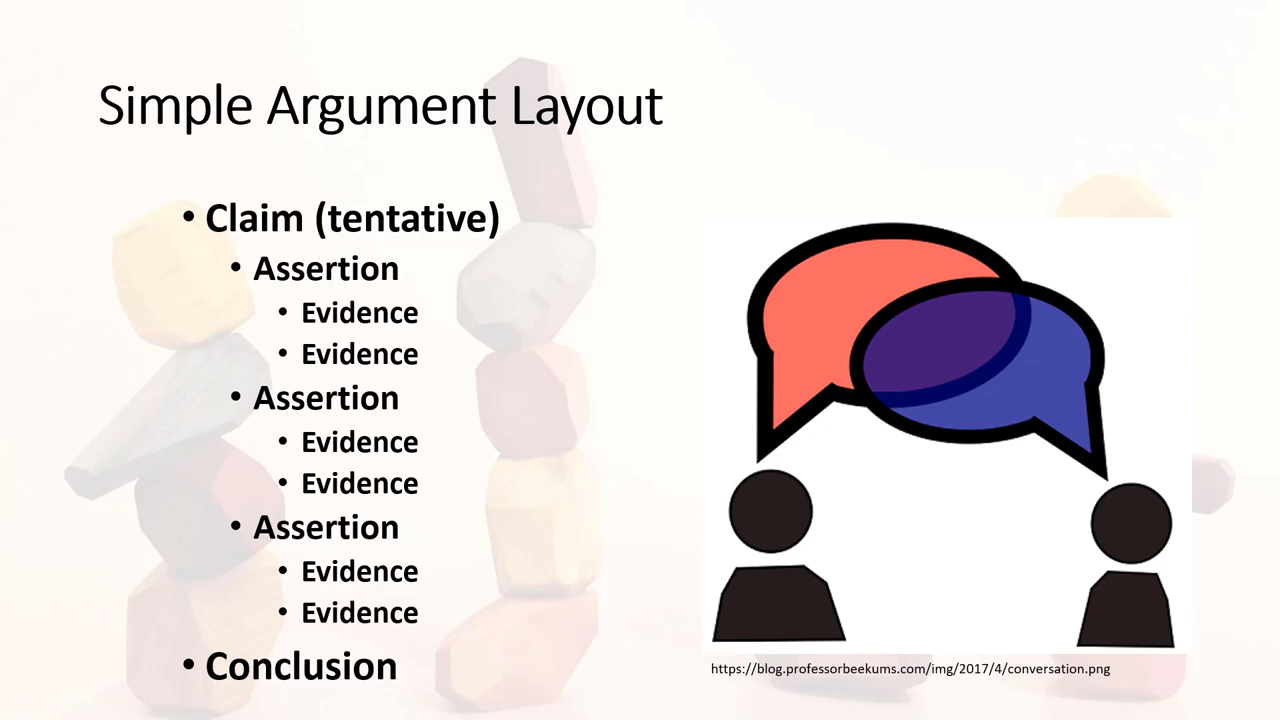 Simple Argument Layout
• Claim (tentative)
• Assertion
• Evidence
• Evidence
• Assertion
• Evidence
• Evidence
• Assertion
• Evidence
• Evidence
• Conclusion
https://blog.professorbeekums.com/img/2017/4/conversation.png